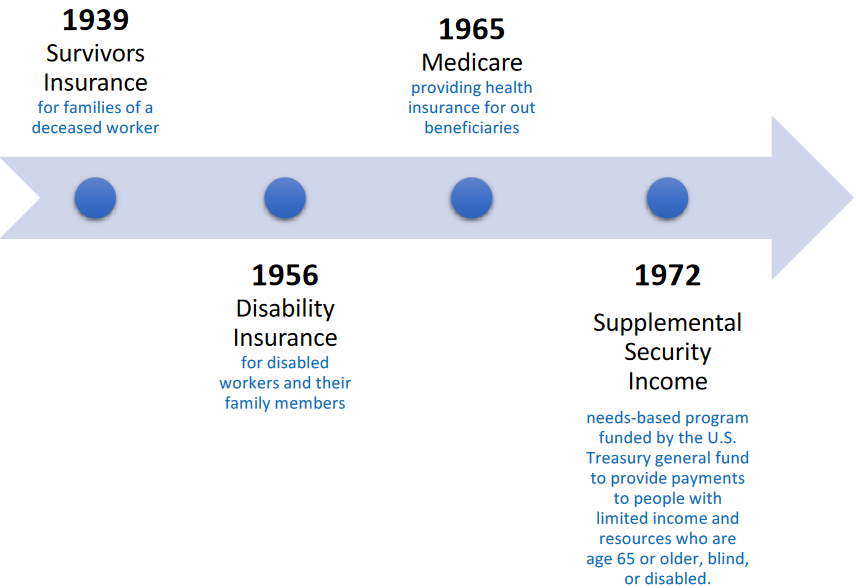 1939
Survivors
Insurance
for families of a
deceased worker
1956
Disability
Insurance
for disabled
workers and their
family members
1965
Medicare
providing health
insurance for out
beneficiaries
1972
Supplemental
Security
Income
needs-based program
funded by the U.S.
Treasury general fund
to provide payments
to people with
limited income and
resources who are
age 65 or older, blind,
or disabled.